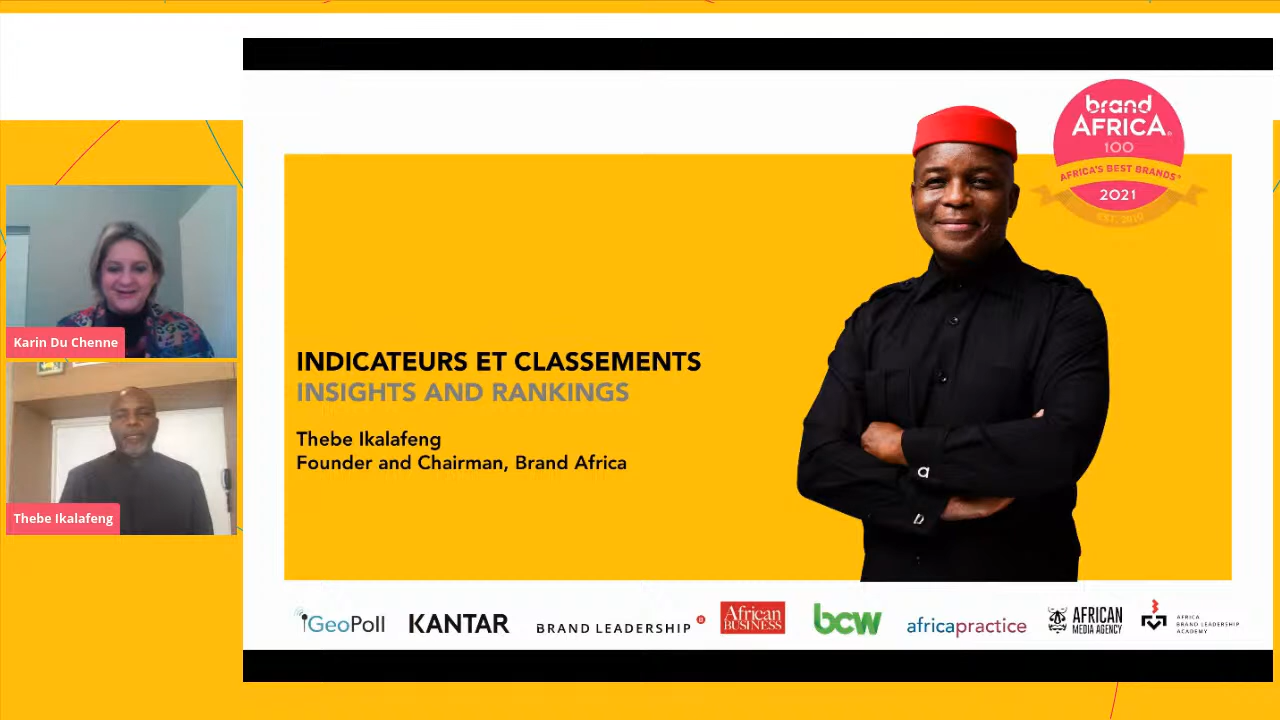 Karin Du Chenne
Thebe Ikalafeng
brand
AFRICA
100
AFRICA'S BEST BRANDS
2021
EST. 2010
INDICATEURS ET CLASSEMENTS
INSIGHTS AND RANKINGS
Thebe Ikalafeng
Founder and Chairman, Brand Africa
GeoPoll
KANTAR
BRAND LEADERSHIP
African
BUSINESS
bcw
africapractice
AFRICAN
MEDIA AGENCY
AFRICA
BRAND LEADERSHIP
ACADEMY